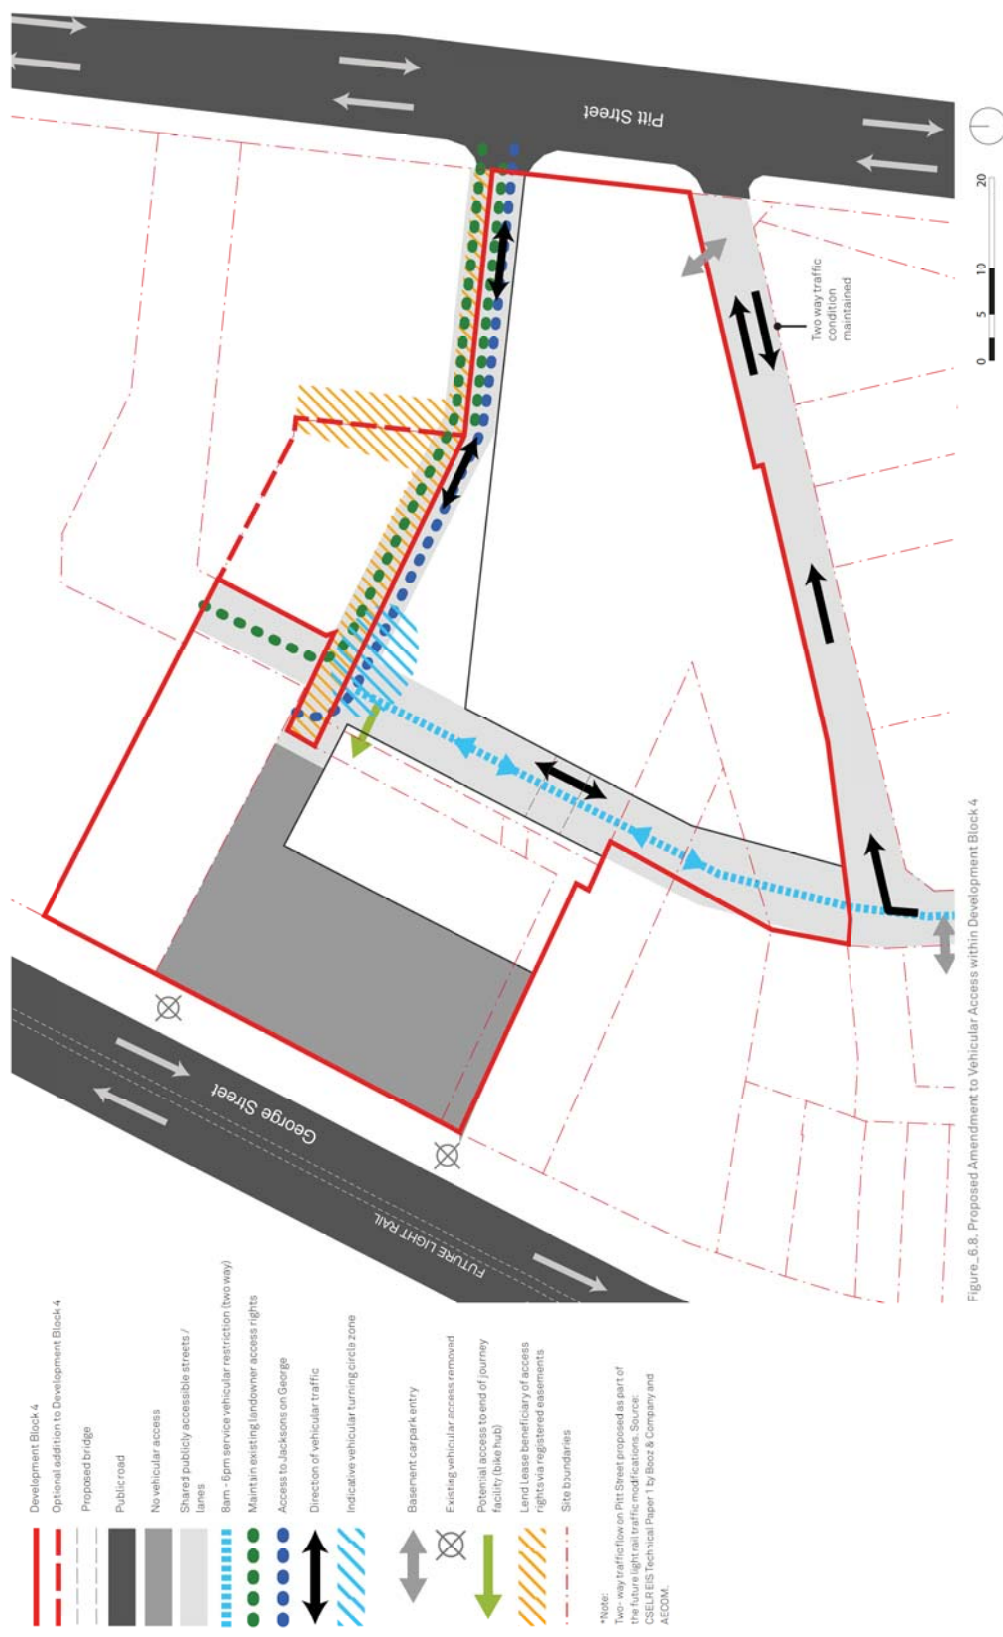 Pitt Street
George Street
FUTURE LIGHT RAIL
Two way traffic
condition
maintained
0 5 10 20
Development Block 4
Optional addition to Development Block 4
Proposed bridge
Public road
No vehicular access
Shared publicly accessible streets /
lanes
8am - 6pm service vehicular restriction (two way)
Maintain existing landowner access rights
Access to Jacksons on George
Direction of vehicular traffic
Indicative vehicular turning circle zone
Basement carpark entry
Existing vehicular access removed
Potential access to end of journey
facility (bike hub)
Lend Lease beneficiary of access
rights via registered easements
Site boundaries
*Note:
Two- way traffic flow on Pitt Street proposed as part of
the future light rail traffic modifications. Source:
CSELR EIS Technical Paper 1 by Booz & Company and
AECOM.
Figure_6.8. Proposed Amendment to Vehicular Access within Development Block 4